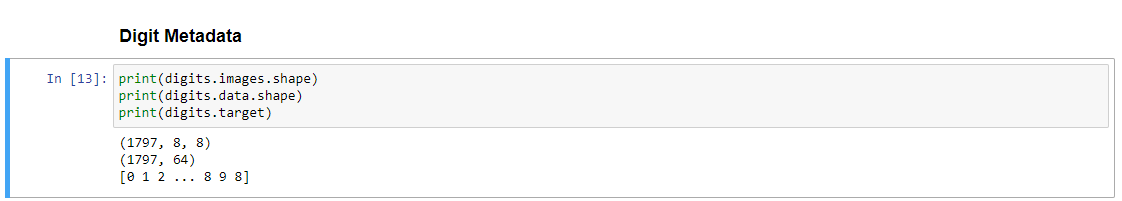 Digit Metadata
In [13]: print(digits.images.shape)
print(digits.data.shape)
print(digits.target)
(1797, 8, 8)
(1797, 64)
[0 1 2 ... 8 9 8]